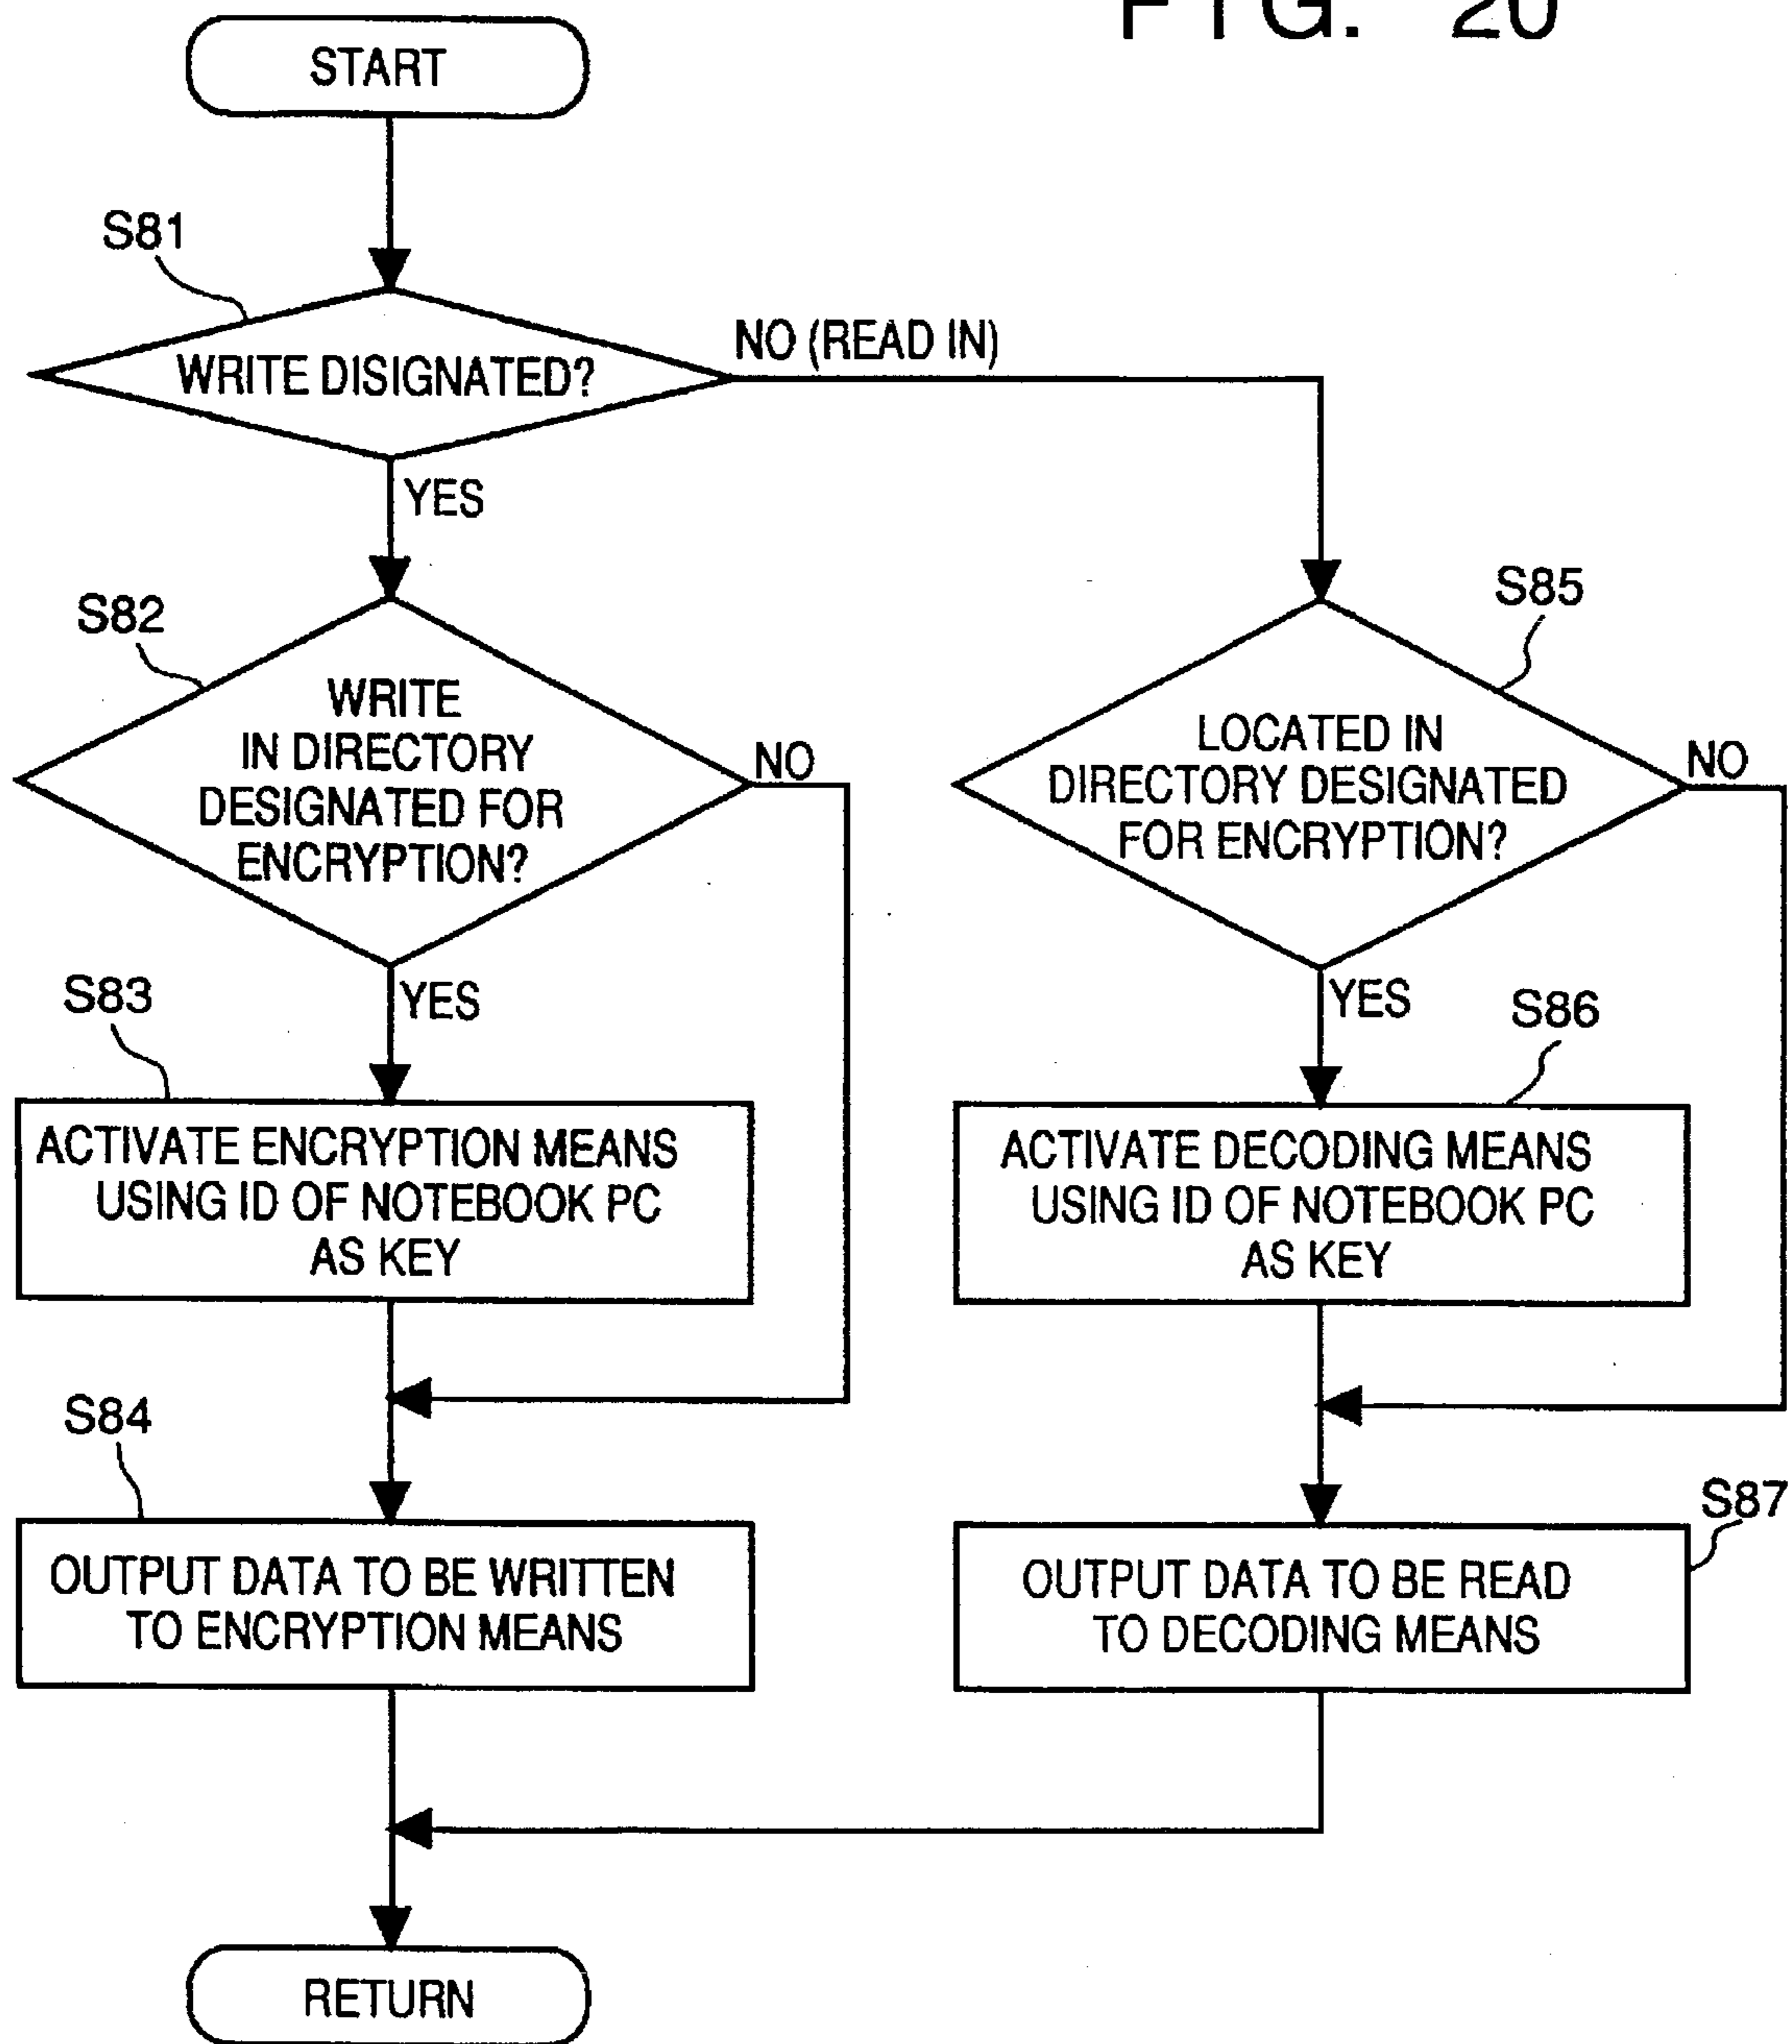 FIG. 20
START
S81
WRITE DISIGNATED?
NO (READ IN)
YES
S82
WRITE
IN DIRECTORY
DESIGNATED FOR
ENCRYPTION?
NO
YES
S83
ACTIVATE ENCRYPTION MEANS
USING ID OF NOTEBOOK PC
AS KEY
S84
OUTPUT DATA TO BE WRITTEN
TO ENCRYPTION MEANS
S85
LOCATED IN
DIRECTORY DESIGNATED
FOR ENCRYPTION?
NO
YES
S86
ACTIVATE DECODING MEANS
USING ID OF NOTEBOOK PC
AS KEY
S87
OUTPUT DATA TO BE READ
TO DECODING MEANS
RETURN